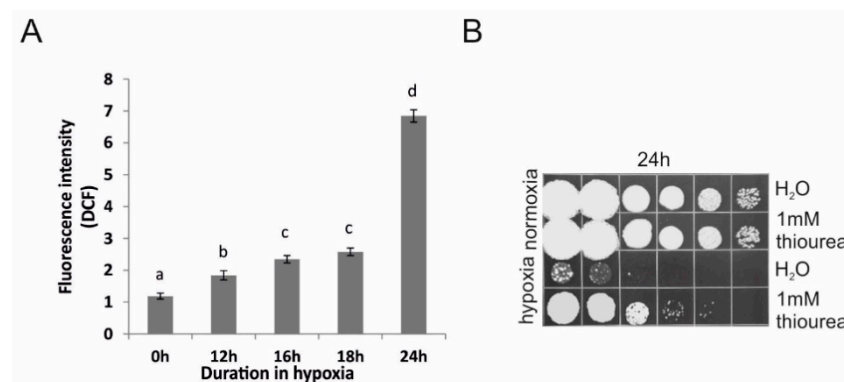 A
Fluorescence intensity
(DCF)
8
7
6
5
4
3
2
1
0
a
b
c
c
d
0h 12h 16h 18h 24h
Duration in hypoxia
B
24h
hypoxia normoxia
H₂O
1mM
thiourea
H₂O
1mM
thiourea